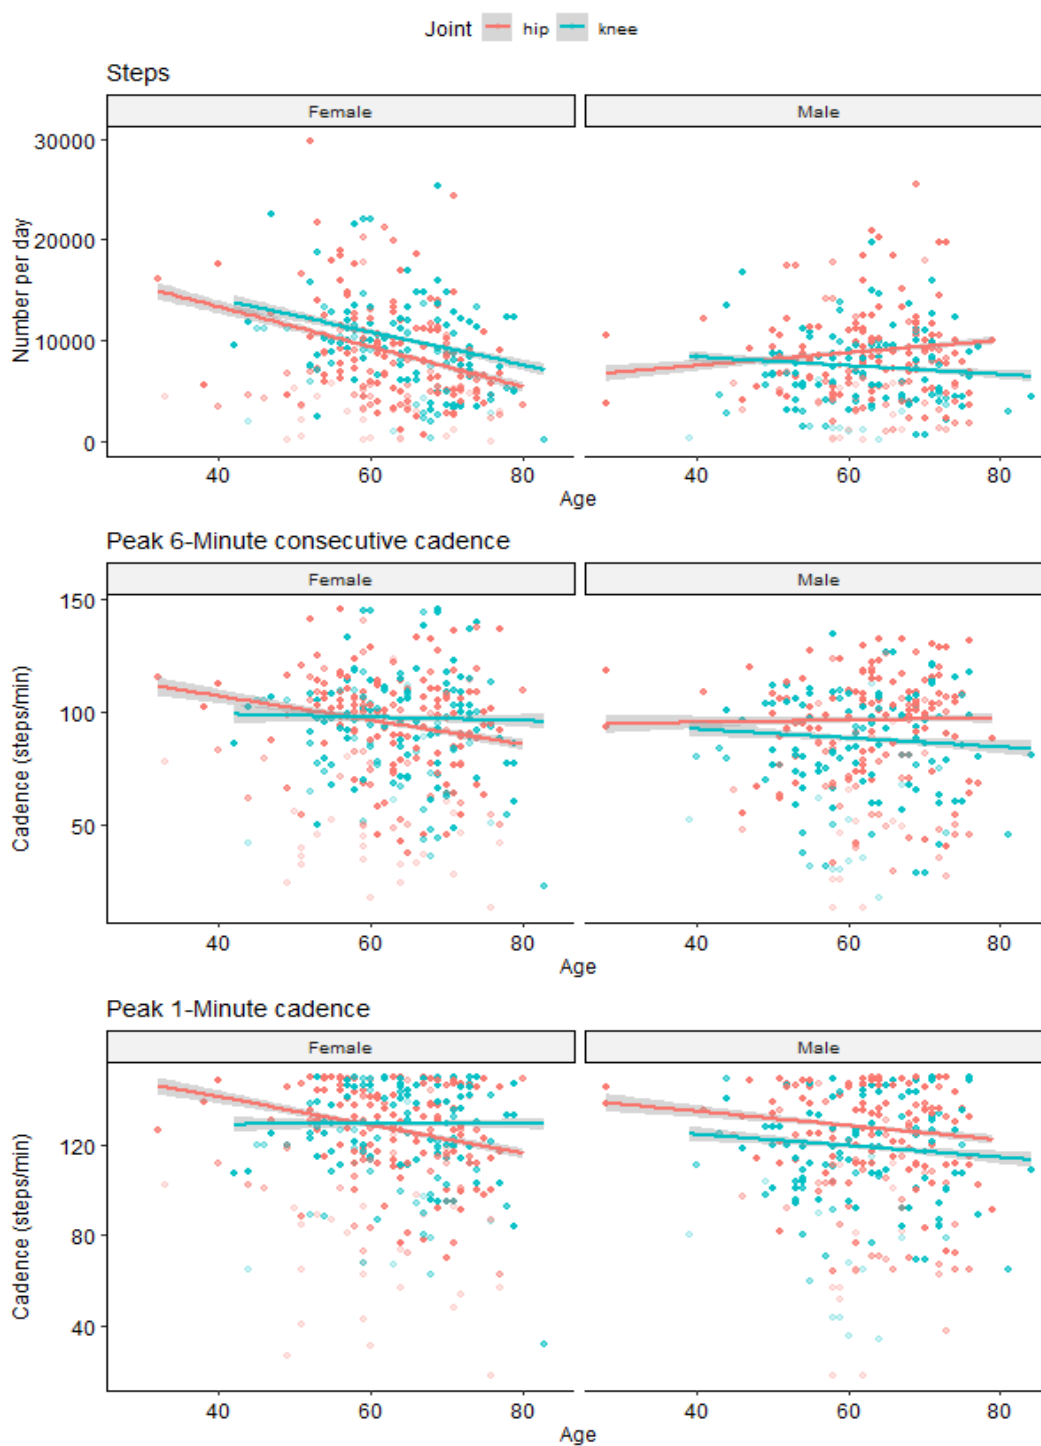 Joint hip knee
Steps
Female Male
Number per day
30000
20000
10000
0
40 60 80 40 60 80
Age
Peak 6-Minute consecutive cadence
Female Male
Cadence (steps/min)
150
100
50
40 60 80 40 60 80
Age
Peak 1-Minute cadence
Female Male
Cadence (steps/min)
120
80
40
40 60 80 40 60 80
Age